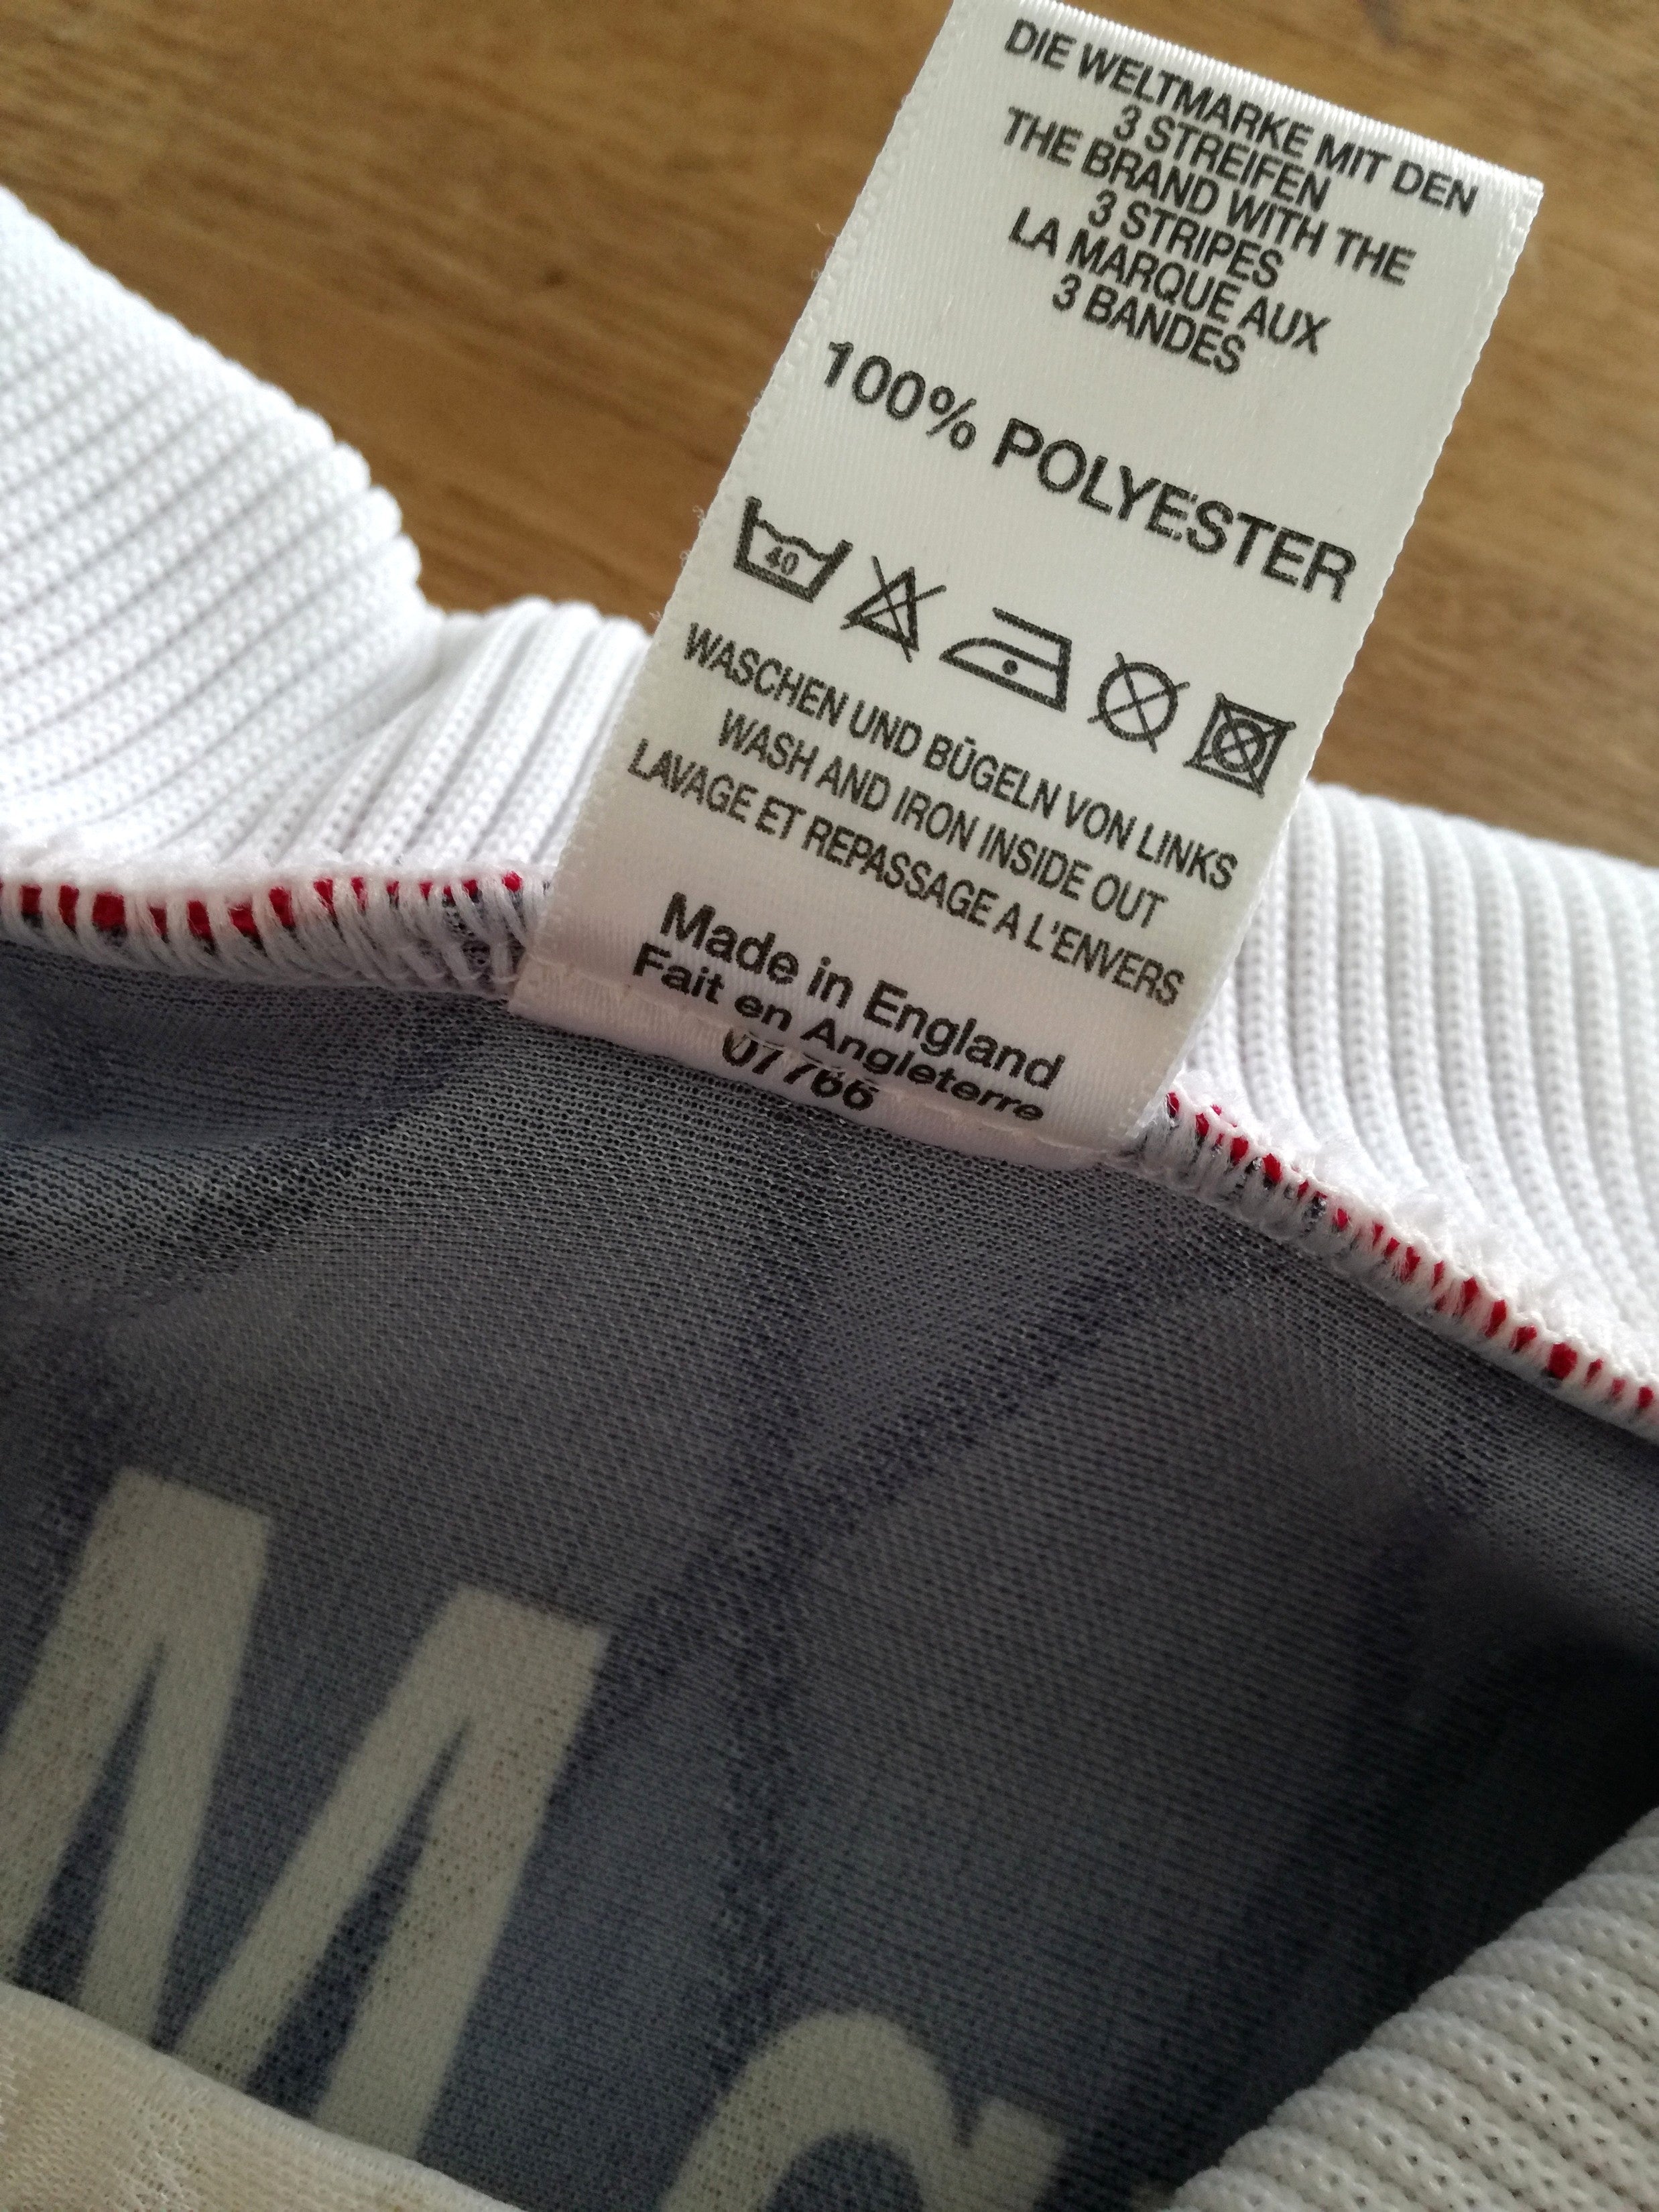 DIE WELTMARKE MIT DEN
3 STREIFEN
THE BRAND WITH THE
3 STRIPES
LA MARQUE AUX
3 BANDES
100% POLYESTER
40
WASCHEN UND BÜGELN VON LINKS
WASH AND IRON INSIDE OUT
LAVAGE ET REPASSAGE A L'ENVERS
Made in England
Fait en Angleterre
07766
M